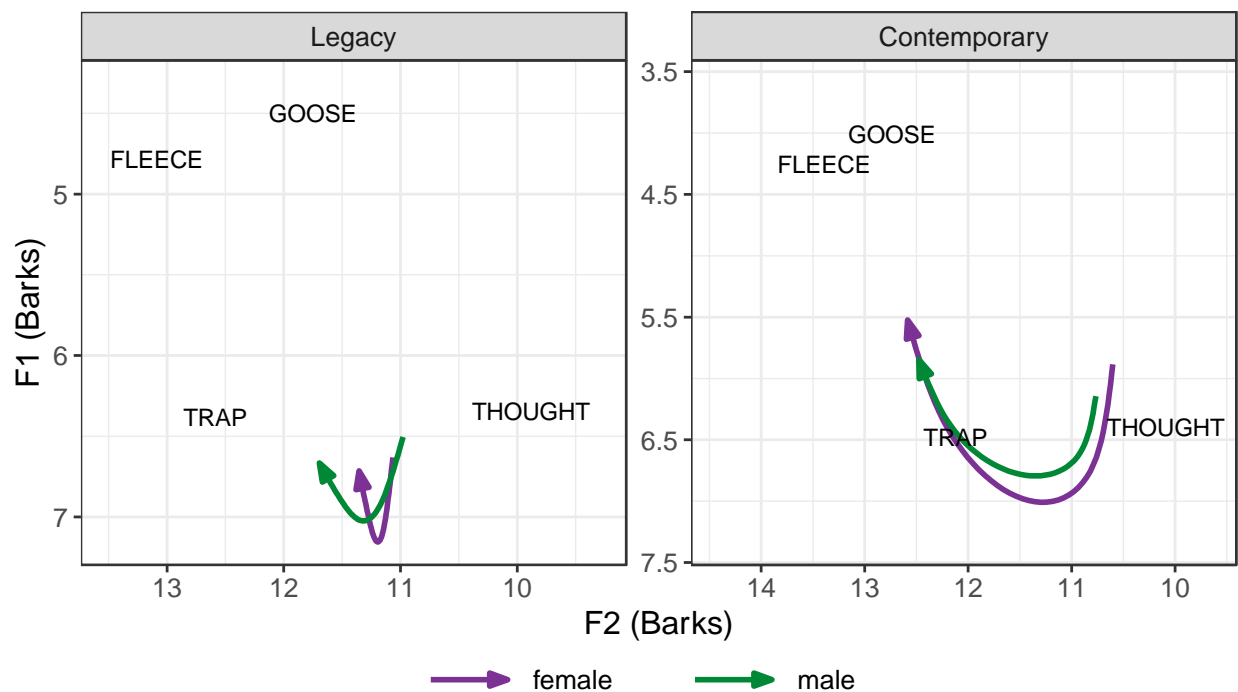 Legacy
Contemporary
GOOSE
FLEECE
TRAP
THOUGHT
5
6
7
13
12
11
10
GOOSE
FLEECE
TRAP
THOUGHT
3.5
4.5
5.5
6.5
7.5
14
13
12
11
10
F1 (Barks)
F2 (Barks)
female
male